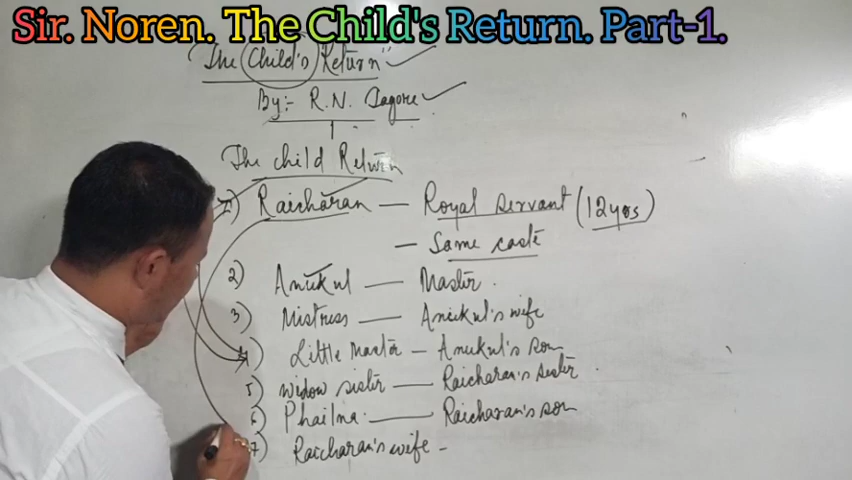 Sir. Noren. The Child's Return. Part-1.
"The Child's Return"
By:- R.N. Tagore
The child Return
1) Raicharan — Royal servant (12yrs)
— Same caste
2) Anukul — Master.
3) Mistress — Anukul's wife
4) Little Master — Anukul's son
5) Widow sister — Raicharan's sister
6) Phailna. — Raicharan's son
7) Raicharan's wife -